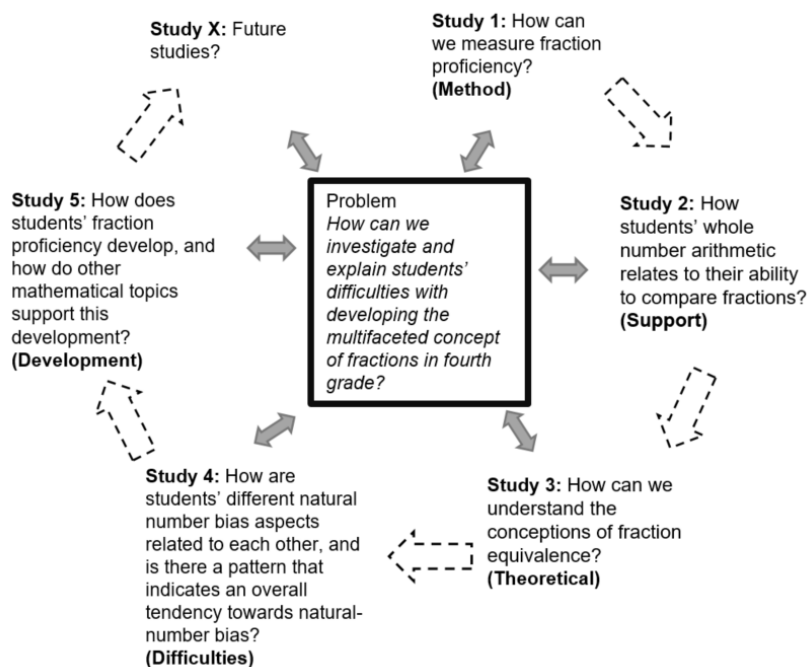 Study X: Future
studies?
Study 1: How can
we measure fraction
proficiency?
(Method)
Study 2: How
students' whole
number arithmetic
relates to their ability
to compare fractions?
(Support)
Study 3: How can we
understand the
conceptions of fraction
equivalence?
(Theoretical)
Study 4: How are
students' different natural
number bias aspects
related to each other, and
is there a pattern that
indicates an overall
tendency towards natural-
number bias?
(Difficulties)
Study 5: How does
students' fraction
proficiency develop, and
how do other
mathematical topics
support this
development?
(Development)
Problem
How can we
investigate and
explain students'
difficulties with
developing the
multifaceted concept
of fractions in fourth
grade?